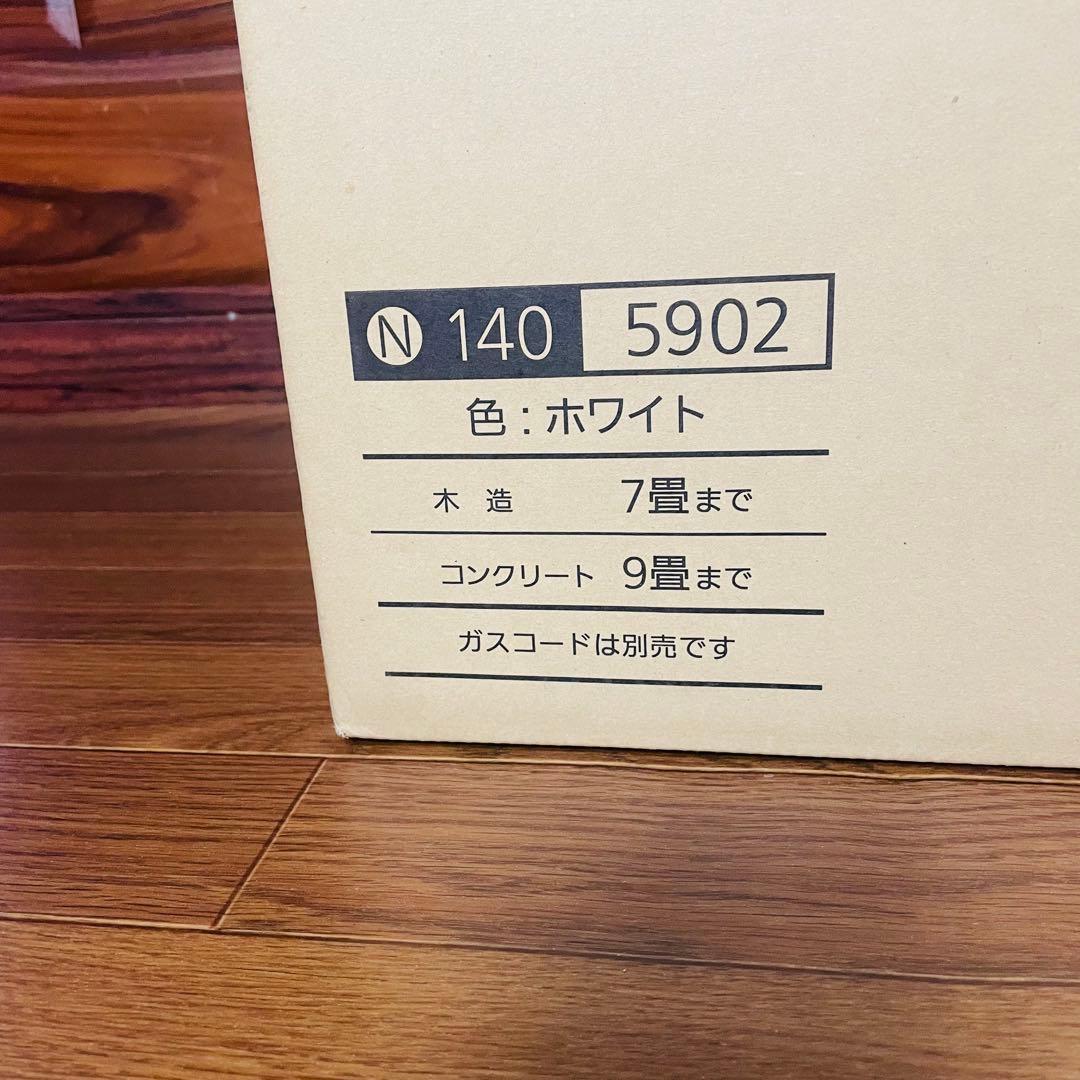 Ⓝ 140 5902
色：ホワイト
木造 7畳まで
コンクリート 9畳まで
ガスコードは別売です